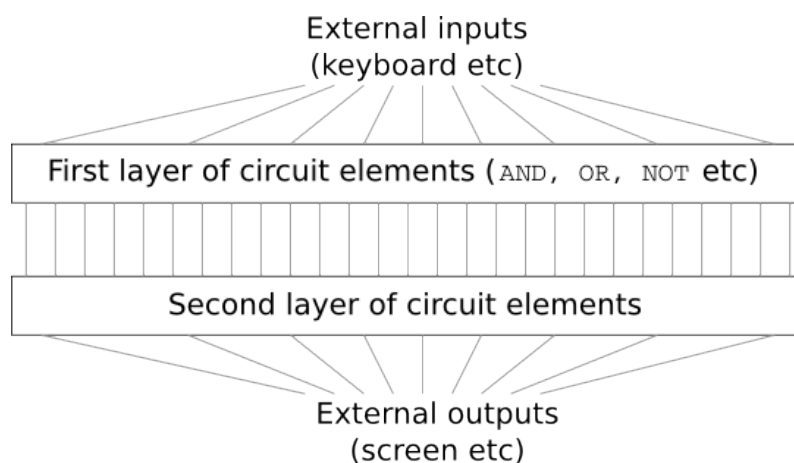 External inputs
(keyboard etc)
First layer of circuit elements (AND, OR, NOT etc)
Second layer of circuit elements
External outputs
(screen etc)